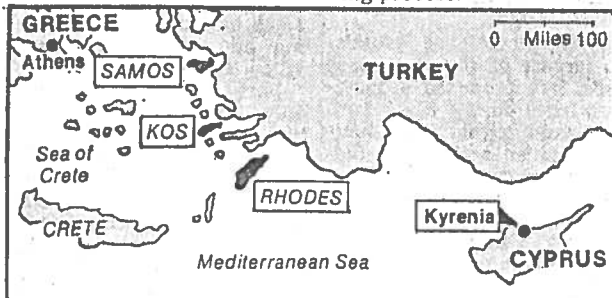 GREECE
Athens
SAMOS
TURKEY
0 Miles 100
KOS
Sea of
Crete
RHODES
CRETE
Kyrenia
Mediterranean Sea
CYPRUS